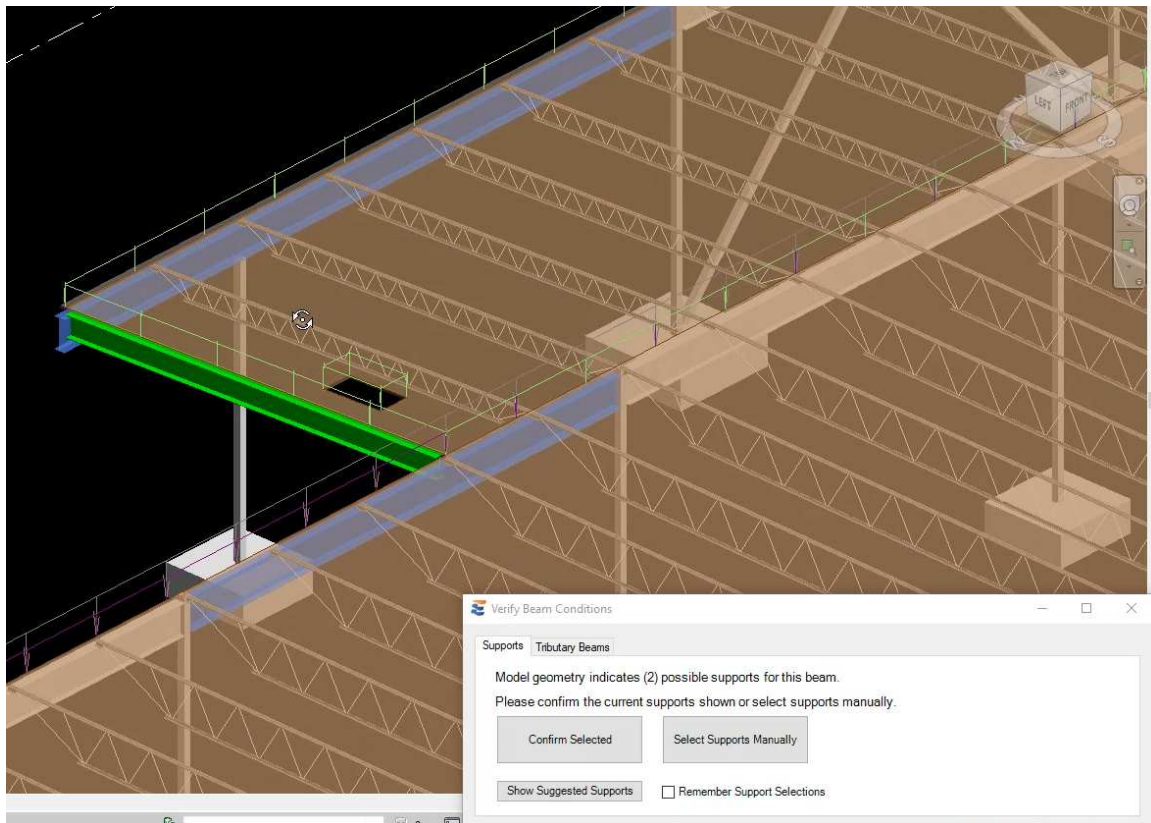 LEFT
FRONT
Verify Beam Conditions
Supports
Tributary Beams
Model geometry indicates (2) possible supports for this beam.
Please confirm the current supports shown or select supports manually.
Confirm Selected
Select Supports Manually
Show Suggested Supports
Remember Support Selections